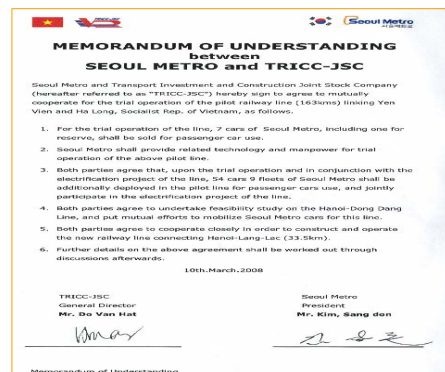 TRICC-JSC
Seoul Metro
서울메트로
MEMORANDUM OF UNDERSTANDING
between
SEOUL METRO and TRICC-JSC
Seoul Metro and Transport Investment and Construction Joint Stock Company
(hereafter referred to as "TRICC-JSC") hereby sign to agree to mutually
cooperate for the trial operation of the pilot railway line (163kms) linking Yen
Vien and Ha Long, Socialist Rep. of Vietnam, as follows.
1. For the trial operation of the line, 7 cars of Seoul Metro, including one for
reserve, shall be sold for passenger car use.
2. Seoul Metro shall provide related technology and manpower for trial
operation of the above pilot line.
3. Both parties agree that, upon the trial operation and in conjunction with the
electrification project of the line, 54 cars 9 fleets of Seoul Metro shall be
additionally deployed in the pilot line for passenger cars use, and jointly
participate in the electrification project of the line.
4. Both parties agree to undertake feasibility study on the Hanoi-Dong Dang
Line, and put mutual efforts to mobilize Seoul Metro cars for this line.
5. Both parties agree to cooperate closely in order to construct and operate
the new railway line connecting Hanoi-Lang-Lac (33.5km).
6. Further details on the above agreement shall be worked out through
discussions afterwards.
10th.March.2008
TRICC-JSC
General Director
Mr. Do Van Hat
Seoul Metro
President
Mr. Kim, Sang don
Memorandum of Understanding